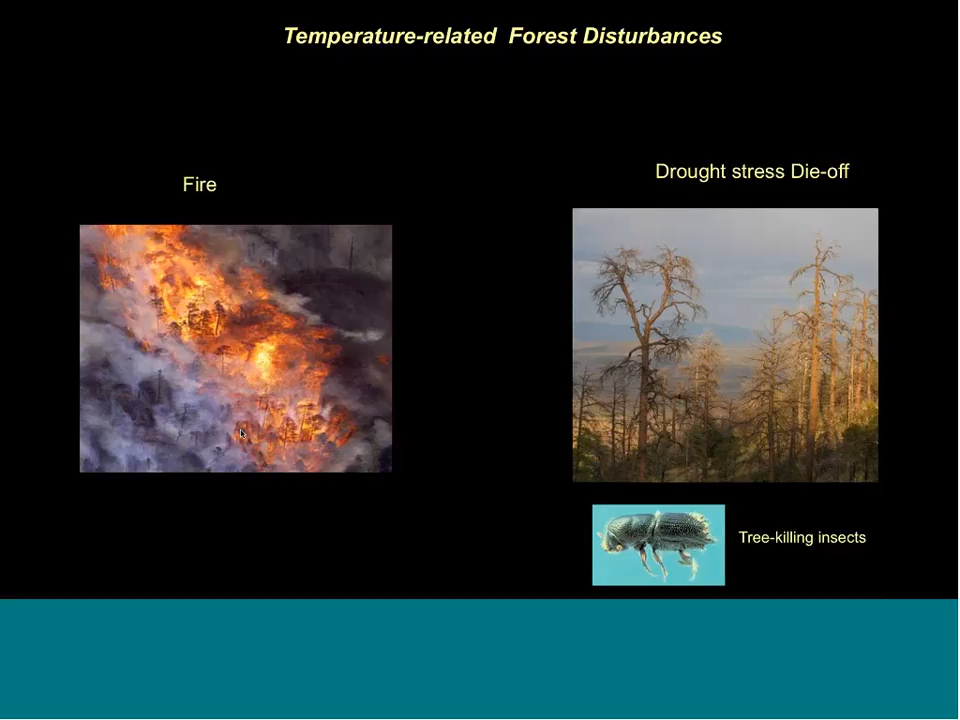 Temperature-related Forest Disturbances
Fire
Drought stress Die-off
Tree-killing insects